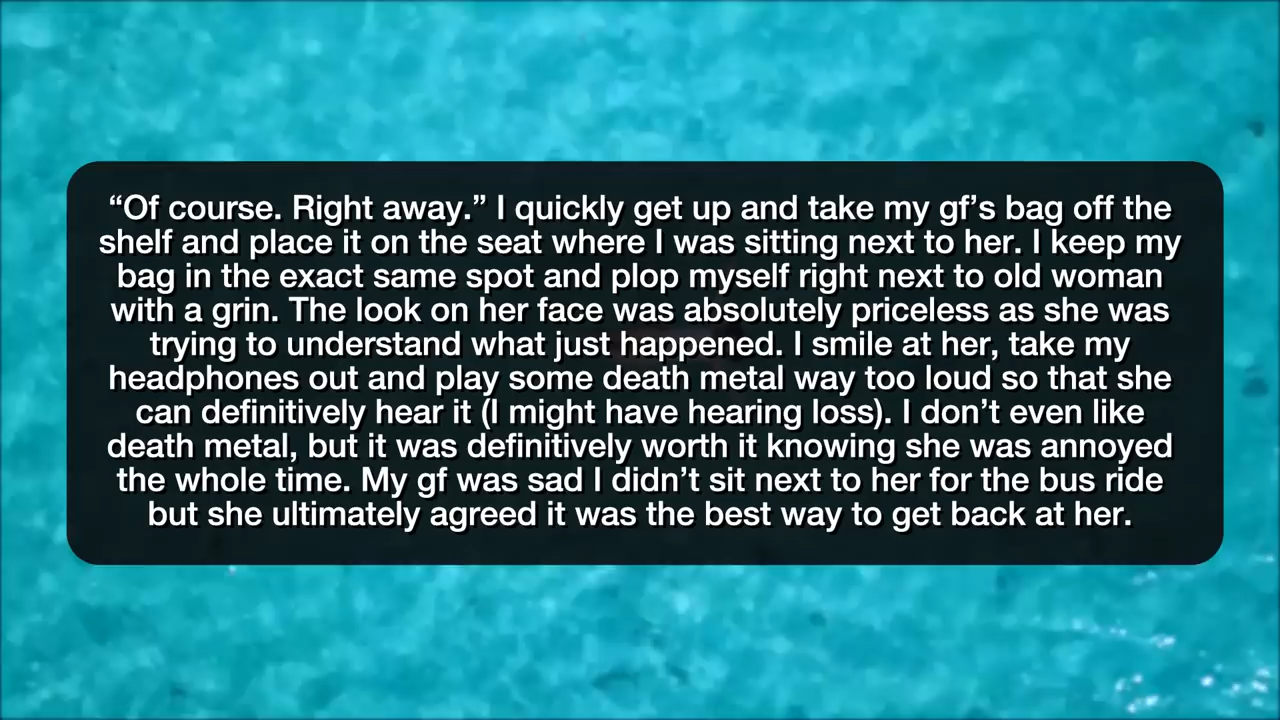 “Of course. Right away.” I quickly get up and take my gf’s bag off the
shelf and place it on the seat where I was sitting next to her. I keep my
bag in the exact same spot and plop myself right next to old woman
with a grin. The look on her face was absolutely priceless as she was
trying to understand what just happened. I smile at her, take my
headphones out and play some death metal way too loud so that she
can definitively hear it (I might have hearing loss). I don’t even like
death metal, but it was definitively worth it knowing she was annoyed
the whole time. My gf was sad I didn’t sit next to her for the bus ride
but she ultimately agreed it was the best way to get back at her.